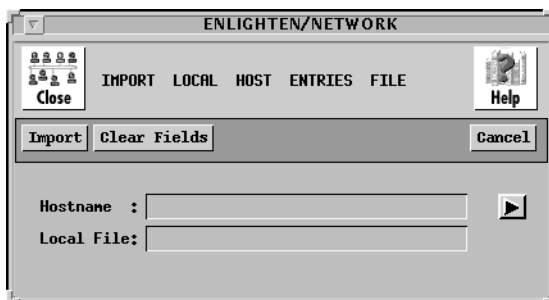 ENLIGHTEN/NETWORK
Close
IMPORT LOCAL HOST ENTRIES FILE
Help
Import
Clear Fields
Cancel
Hostname :
Local File: